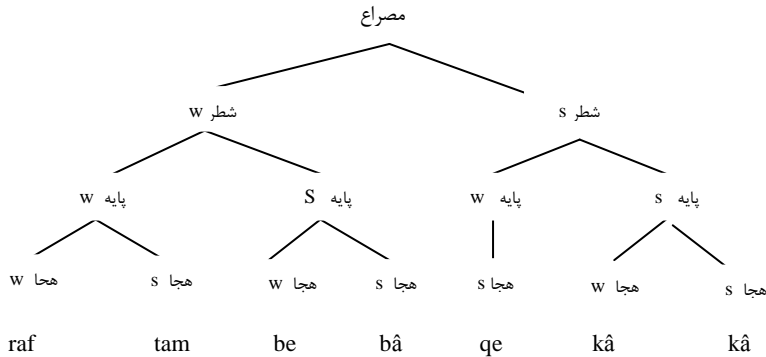 مصراع
شطر w شطر s
پایه w پایه S پایه w پایه s
هحا w هجا s هجا w هجا s هجا s هجا w هجا s
raf tam be bâ qe kâ kâ